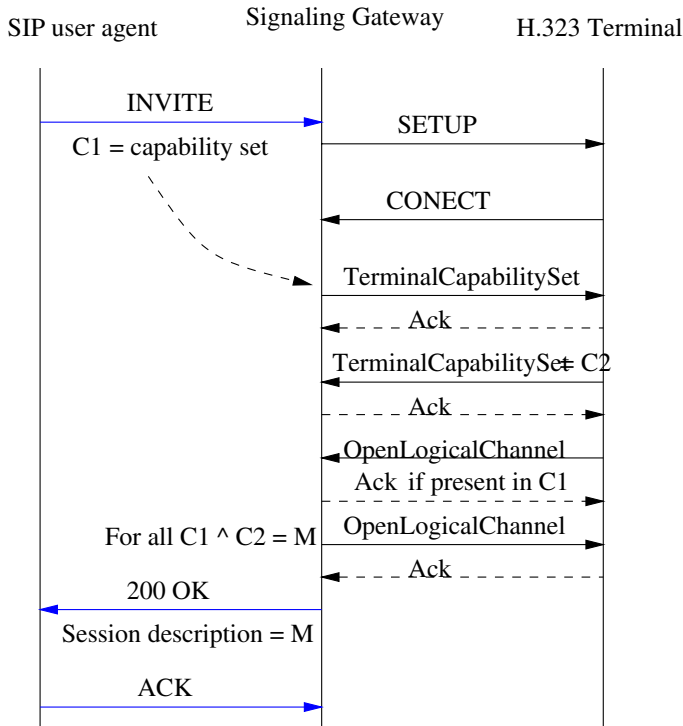 SIP user agent
Signaling Gateway
H.323 Terminal
INVITE
SETUP
C1 = capability set
CONECT
TerminalCapabilitySet
Ack
TerminalCapabilitySet= C2
Ack
OpenLogicalChannel
Ack if present in C1
OpenLogicalChannel
For all C1 ^ C2 = M
Ack
200 OK
Session description = M
ACK